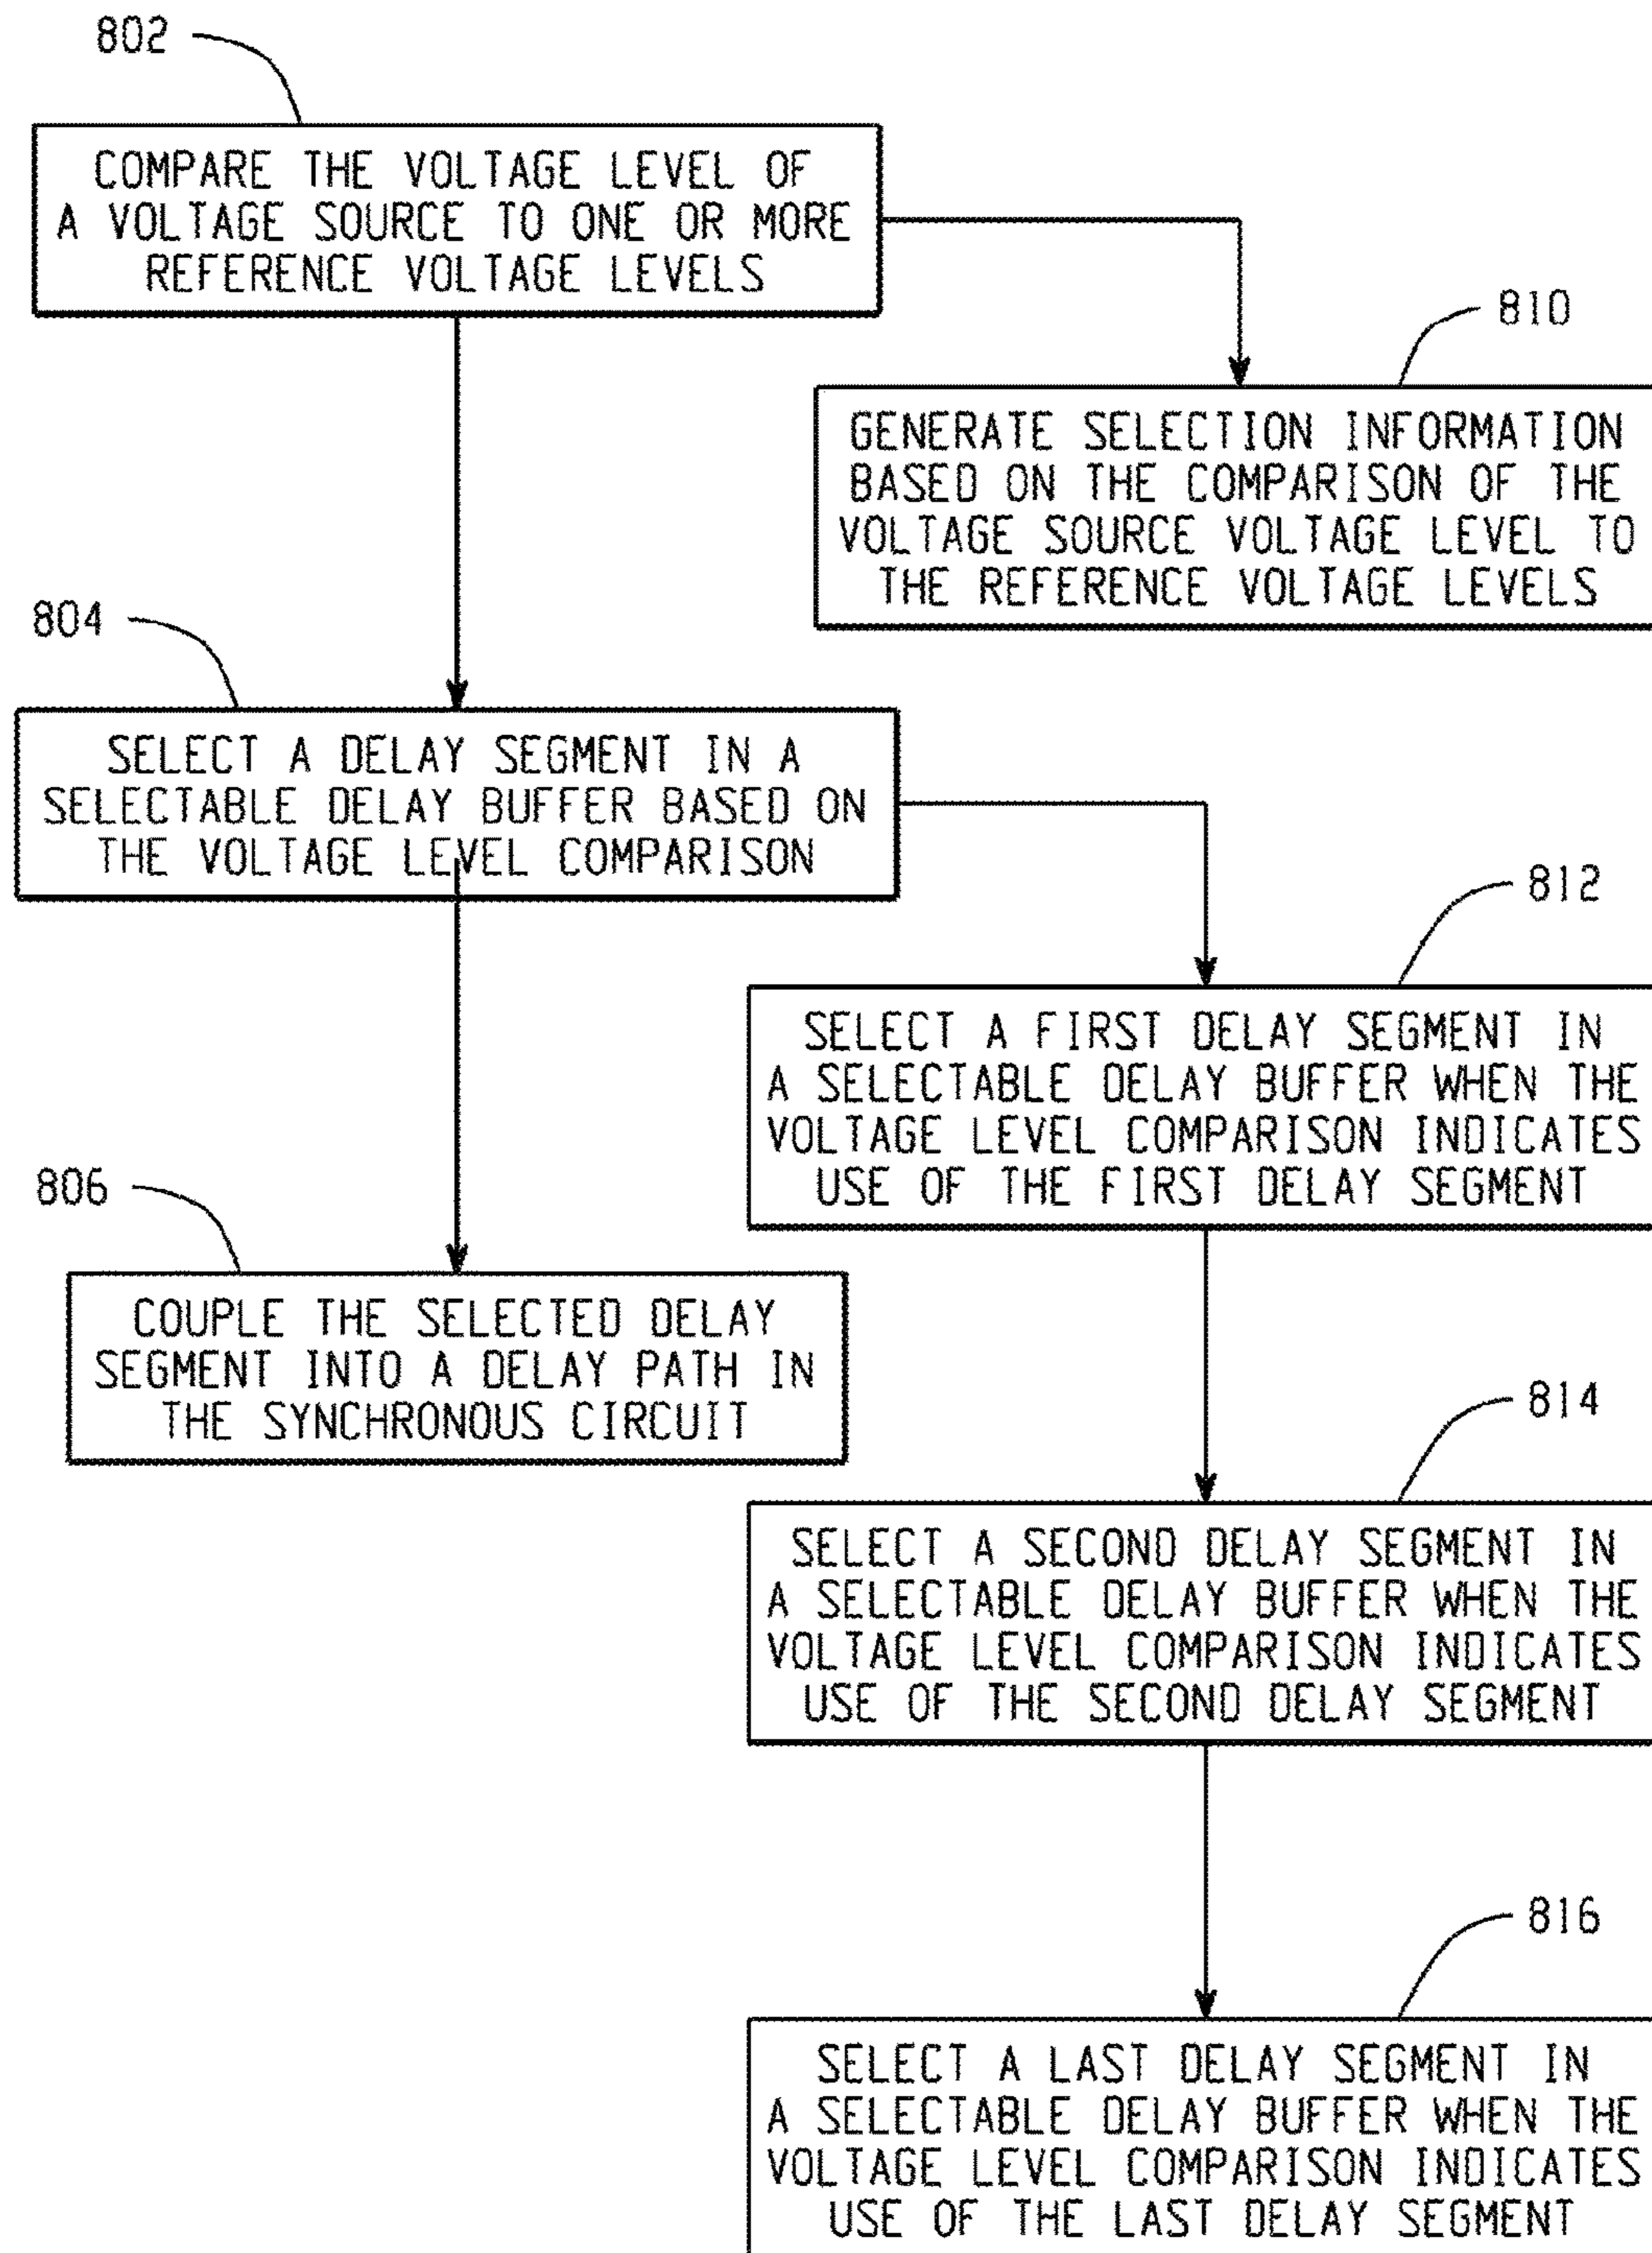 802
COMPARE THE VOLTAGE LEVEL OF
A VOLTAGE SOURCE TO ONE OR MORE
REFERENCE VOLTAGE LEVELS
810
GENERATE SELECTION INFORMATION
BASED ON THE COMPARISON OF THE
VOLTAGE SOURCE VOLTAGE LEVEL TO
THE REFERENCE VOLTAGE LEVELS
804
SELECT A DELAY SEGMENT IN A
SELECTABLE DELAY BUFFER BASED ON
THE VOLTAGE LEVEL COMPARISON
812
SELECT A FIRST DELAY SEGMENT IN
A SELECTABLE DELAY BUFFER WHEN THE
VOLTAGE LEVEL COMPARISON INDICATES
USE OF THE FIRST DELAY SEGMENT
806
COUPLE THE SELECTED DELAY
SEGMENT INTO A DELAY PATH IN
THE SYNCHRONOUS CIRCUIT
814
SELECT A SECOND DELAY SEGMENT IN
A SELECTABLE DELAY BUFFER WHEN THE
VOLTAGE LEVEL COMPARISON INDICATES
USE OF THE SECOND DELAY SEGMENT
816
SELECT A LAST DELAY SEGMENT IN
A SELECTABLE DELAY BUFFER WHEN THE
VOLTAGE LEVEL COMPARISON INDICATES
USE OF THE LAST DELAY SEGMENT